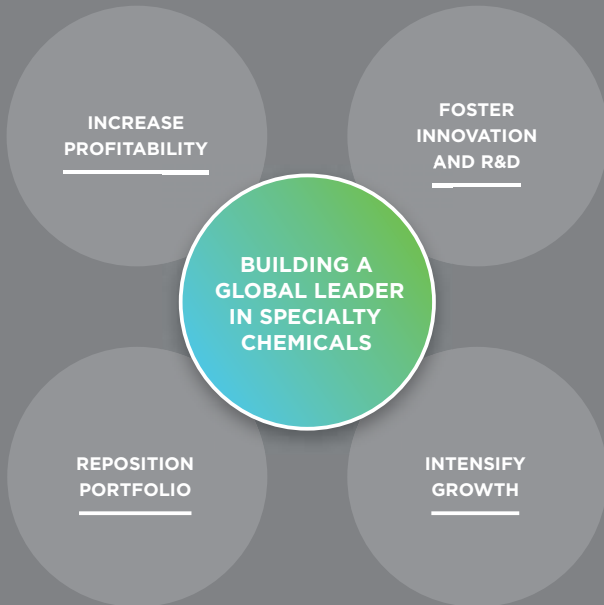 INCREASE
PROFITABILITY
FOSTER
INNOVATION
AND R&D
BUILDING A
GLOBAL LEADER
IN SPECIALTY
CHEMICALS
REPOSITION
PORTFOLIO
INTENSIFY
GROWTH